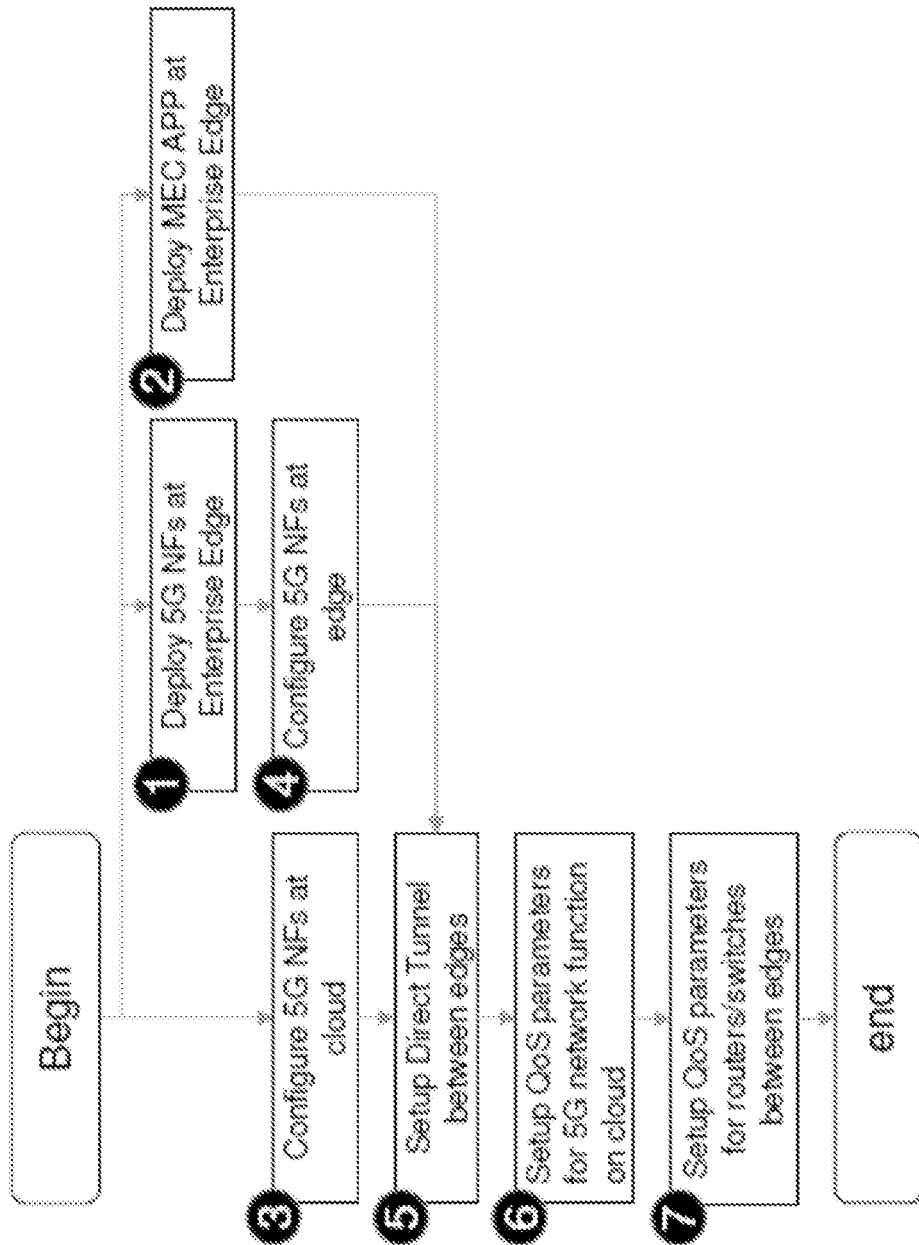 Begin
1
Deploy 5G NFs at
Enterprise Edge
2
Deploy MEC APP at
Enterprise Edge
3
Configure 5G NFs at
cloud
4
Configure 5G NFs at
edge
5
Setup Direct Tunnel
between edges
6
Setup QoS parameters
for 5G network function
on cloud
7
Setup QoS parameters
for routers/switches
between edges
end